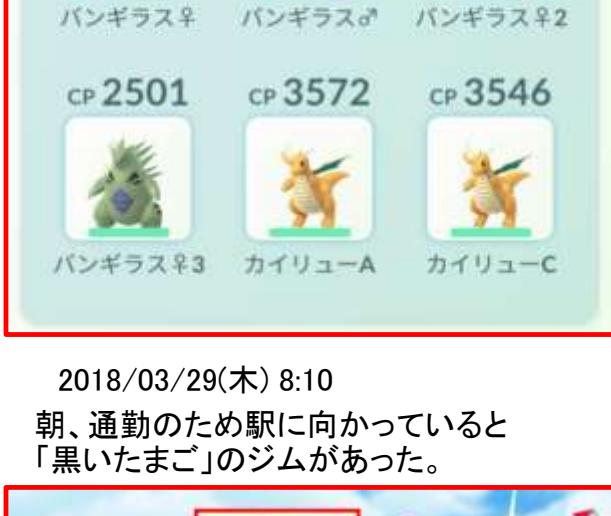 バンギラス♀ バンギラス♂ バンギラス♀2
CP 2501 CP 3572 CP 3546
バンギラス♀3 カイリューA カイリューC
2018/03/29(木) 8:10
朝、通勤のため駅に向かっていると
「黒いたまご」のジムがあった。